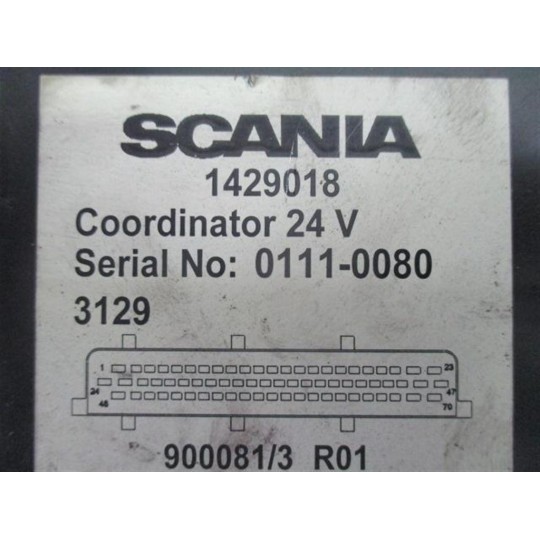 SCANIA
1429018
Coordinator 24 V
Serial No: 0111-0080
3129
1 23
24 47
48 70
900081/3 R01